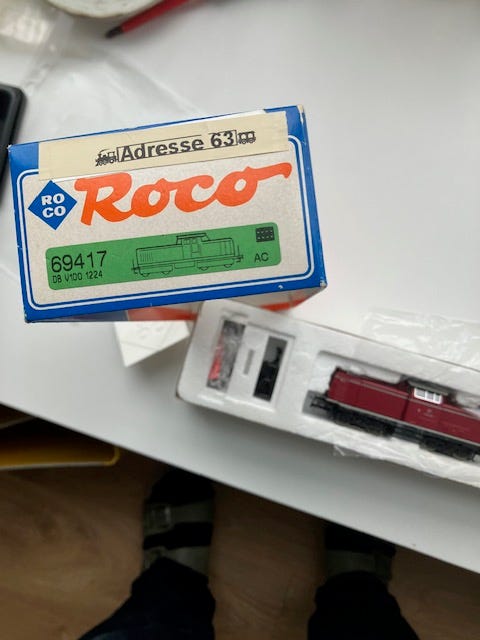 Adresse 63
RO
CO
Roco
69417
DB V100 1224
AC